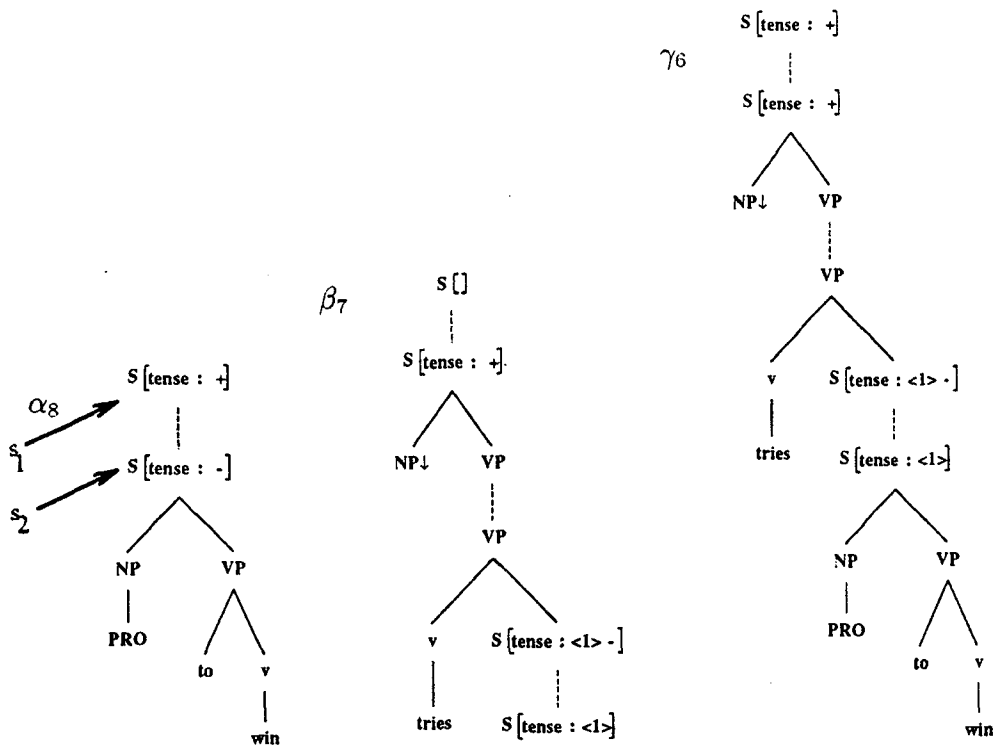 γ6
S [tense : +]
S [tense : +]
NP↓ VP
VP
v S [tense : <1> -]
tries
S [tense : <1>]
NP VP
PRO
to v
win
β7
S []
S [tense : +]
NP↓ VP
VP
v S [tense : <1> -]
tries
S [tense : <1>]
α8
S [tense : +]
s1
S [tense : -]
s2
NP VP
PRO
to v
win